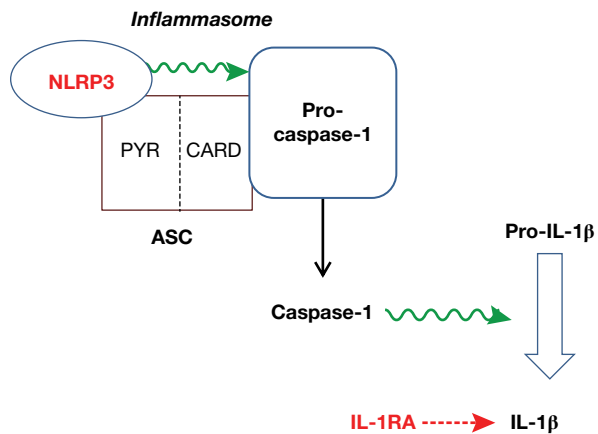 Inflammasome
NLRP3
Pro-
caspase-1
PYR
CARD
ASC
Pro-IL-1β
Caspase-1
IL-1RA
IL-1β